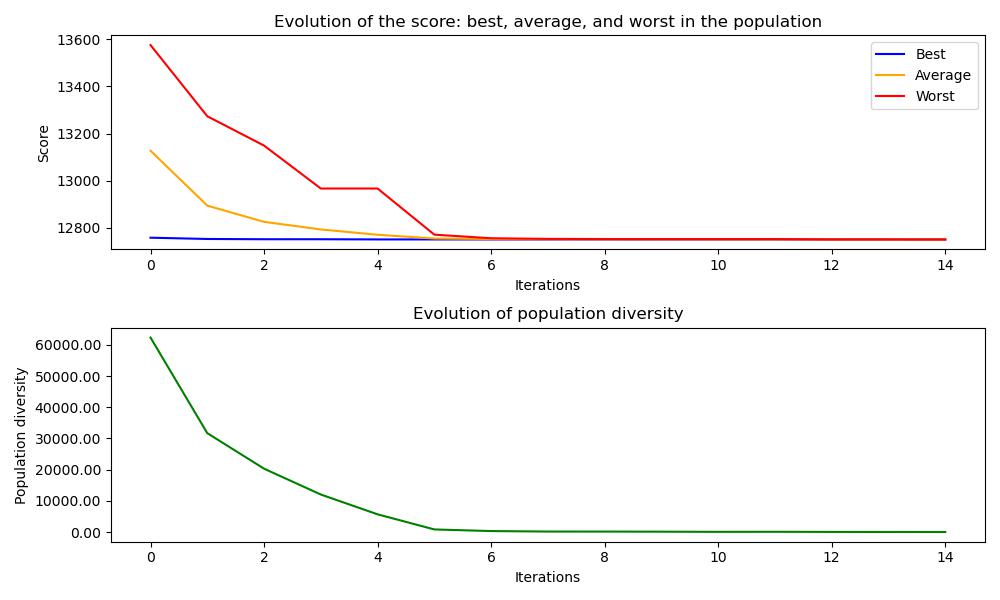 Evolution of the score: best, average, and worst in the population
13600
13400
13200
13000
12800
Score
Best
Average
Worst
0 2 4 6 8 10 12 14
Iterations
Evolution of population diversity
60000.00
50000.00
40000.00
30000.00
20000.00
10000.00
0.00
Population diversity
0 2 4 6 8 10 12 14
Iterations